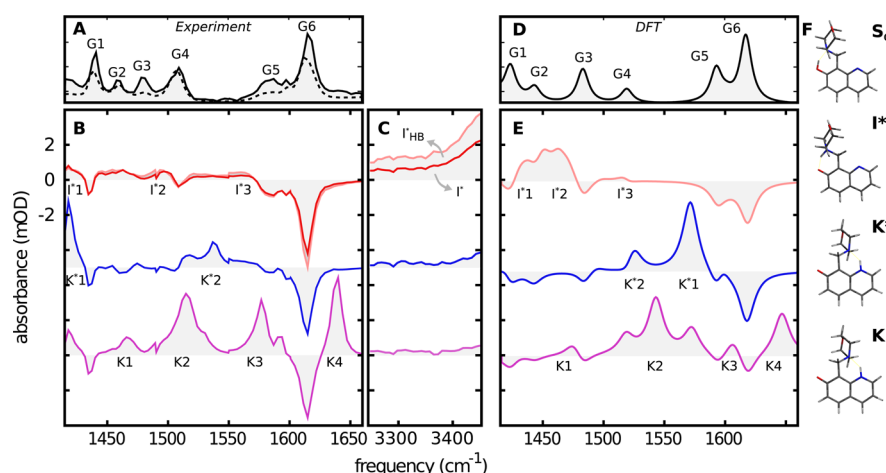 A Experiment
G1 G2 G3 G4 G5 G6
D DFT
G1 G2 G3 G4 G5 G6
F S
B
I*1 I*2 I*3
K*1 K*2
K1 K2 K3 K4
C
I*HB
I*
E
I*1 I*2 I*3
K*2 K*1
K1 K2 K3 K4
I*
K*
K
2
0
-2
absorbance (mOD)
1450 1500 1550 1600 1650 3300 3400 1450 1500 1550 1600
frequency (cm-1)